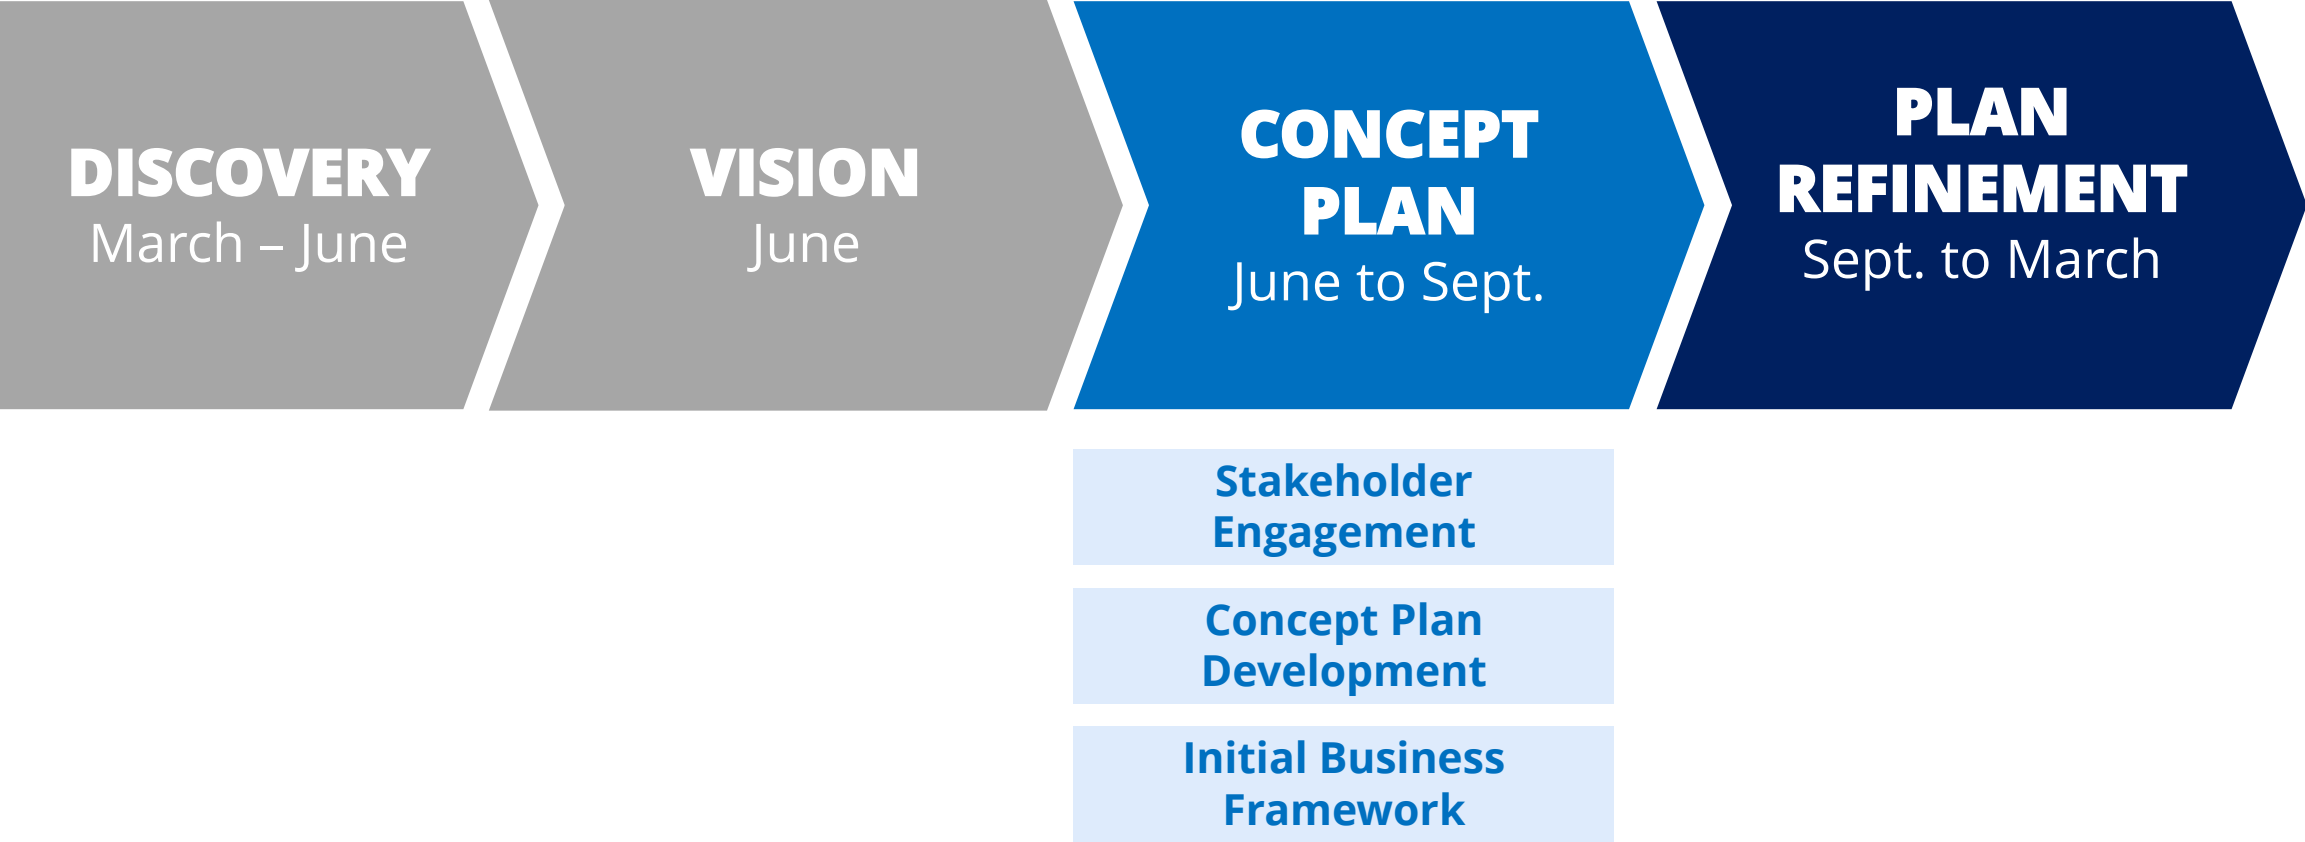 DISCOVERY
March – June
VISION
June
CONCEPT
PLAN
June to Sept.
PLAN
REFINEMENT
Sept. to March
Stakeholder
Engagement
Concept Plan
Development
Initial Business
Framework